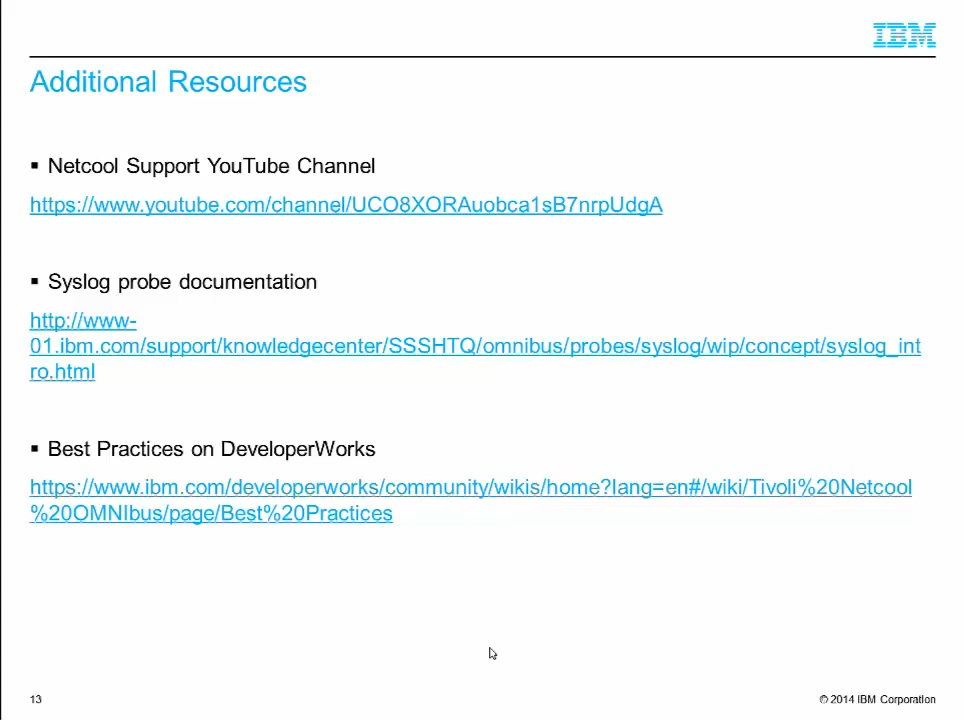 IBM
Additional Resources
▪ Netcool Support YouTube Channel
https://www.youtube.com/channel/UCO8XORAuobca1sB7nrpUdgA
▪ Syslog probe documentation
http://www-
01.ibm.com/support/knowledgecenter/SSSHTQ/omnibus/probes/syslog/wip/concept/syslog_int
ro.html
▪ Best Practices on DeveloperWorks
https://www.ibm.com/developerworks/community/wikis/home?lang=en#/wiki/Tivoli%20Netcool
%20OMNIbus/page/Best%20Practices
13
© 2014 IBM Corporation